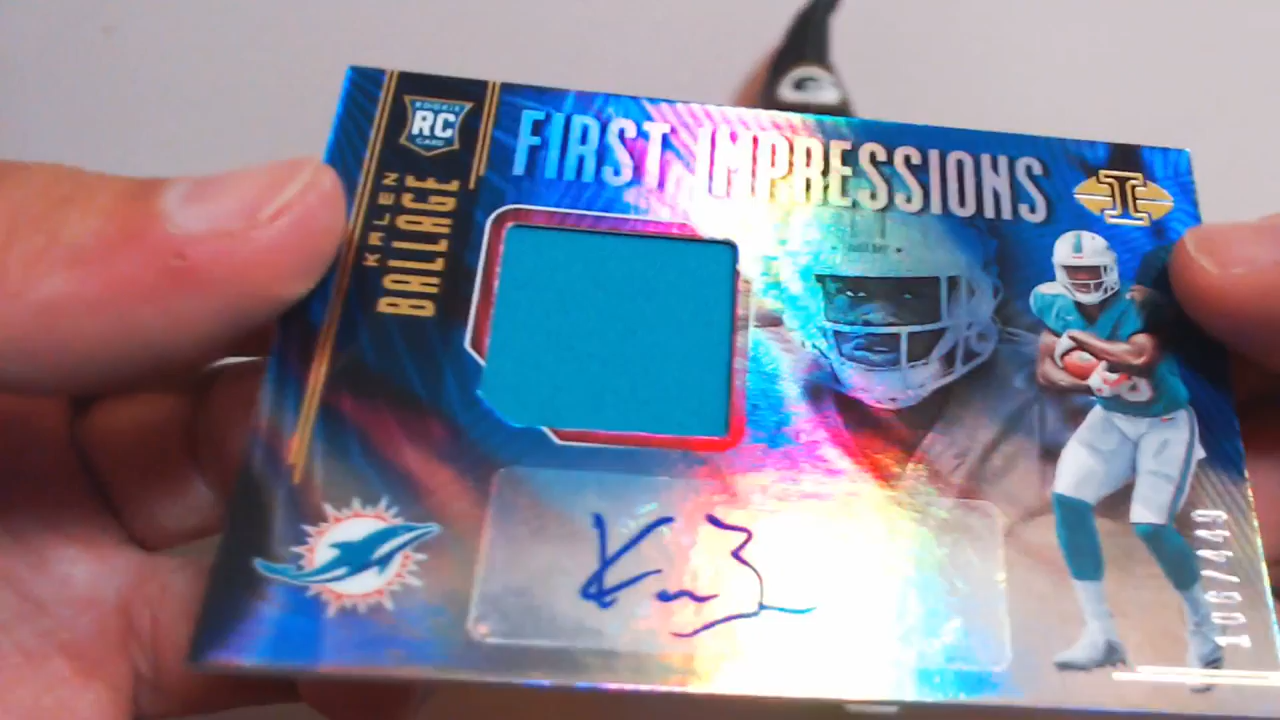 ROOKIE
RC
CARD
KALEN
BALLAGE
FIRST IMPRESSIONS
I
G
106/449